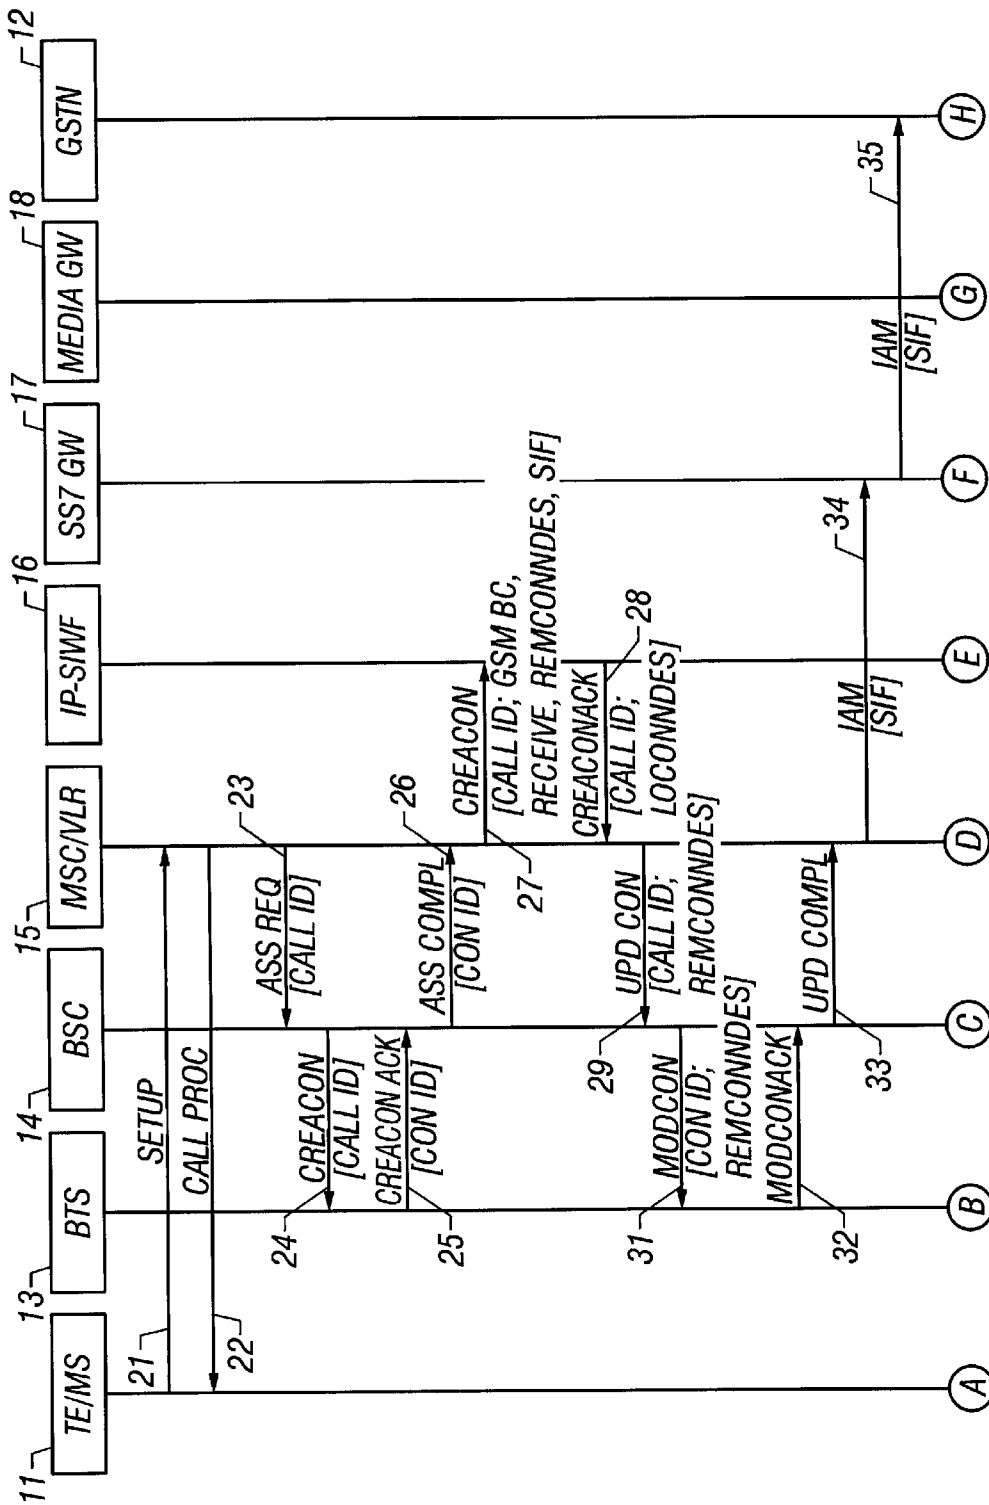 11
TE/MS
13
BTS
14
BSC
15
MSC/VLR
16
IP-SIWF
17
SS7 GW
18
MEDIA GW
12
GSTN
21
SETUP
22
CALL PROC
23
ASS REQ
[CALL ID]
24
CREACON
[CALL ID]
25
CREACON ACK
[CON ID]
26
ASS COMPL
[CON ID]
27
CREACON
[CALL ID; GSM BC,
RECEIVE, REMCONNDES, SIF]
28
CREACONACK
[CALL ID;
LOCONNDES]
29
UPD CON
[CALL ID;
REMCONNDES]
31
MODCON
[CON ID;
REMCONNDES]
32
MODCONACK
33
UPD COMPL
34
IAM
[SIF]
35
IAM
[SIF]
A
B
C
D
E
F
G
H